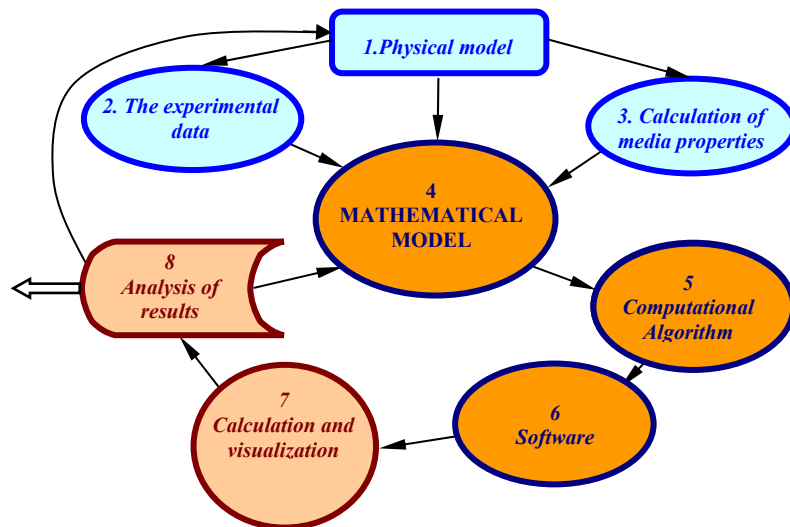 1.Physical model
2. The experimental
data
3. Calculation of
media properties
4
MATHEMATICAL
MODEL
5
Computational
Algorithm
6
Software
7
Calculation and
visualization
8
Analysis of
results